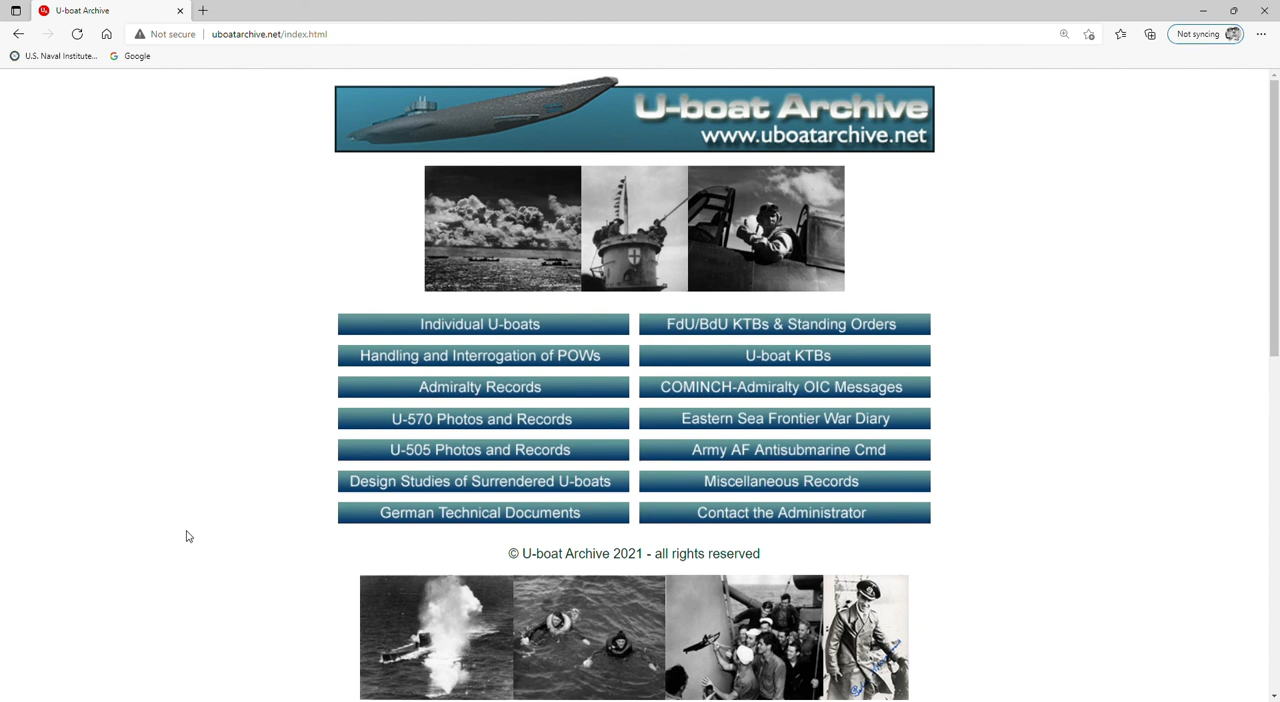 U-boat Archive
Not secure
uboatarchive.net/index.html
Not syncing
U.S. Naval Institute...
Google
U-boat Archive
www.uboatarchive.net
Individual U-boats
FdU/BdU KTBs & Standing Orders
Handling and Interrogation of POWs
U-boat KTBs
Admiralty Records
COMINCH-Admiralty OIC Messages
U-570 Photos and Records
Eastern Sea Frontier War Diary
U-505 Photos and Records
Army AF Antisubmarine Cmd
Design Studies of Surrendered U-boats
Miscellaneous Records
German Technical Documents
Contact the Administrator
© U-boat Archive 2021 - all rights reserved